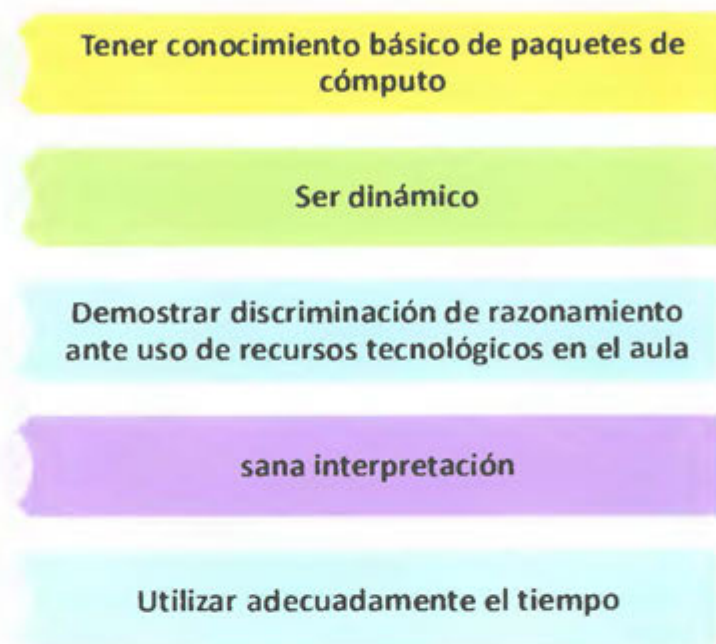 Tener conocimiento básico de paquetes de
cómputo
Ser dinámico
Demostrar discriminación de razonamiento
ante uso de recursos tecnológicos en el aula
sana interpretación
Utilizar adecuadamente el tiempo